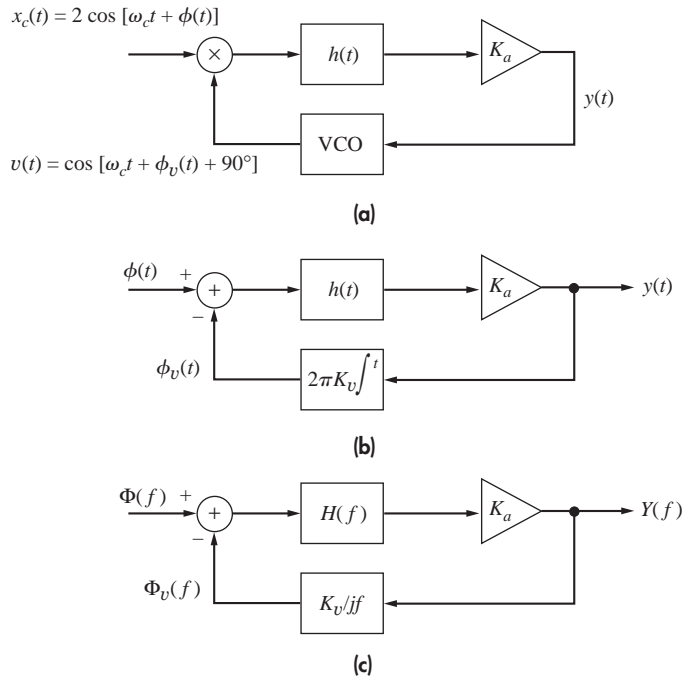 x_c(t) = 2 cos [ω_c t + ϕ(t)]
×
h(t)
K_a
y(t)
VCO
v(t) = cos [ω_c t + ϕ_v(t) + 90°]
(a)
ϕ(t)
+
+
−
h(t)
K_a
y(t)
ϕ_v(t)
2πK_v∫^t
(b)
Φ(f)
+
+
−
H(f)
K_a
Y(f)
Φ_v(f)
K_v/jf
(c)